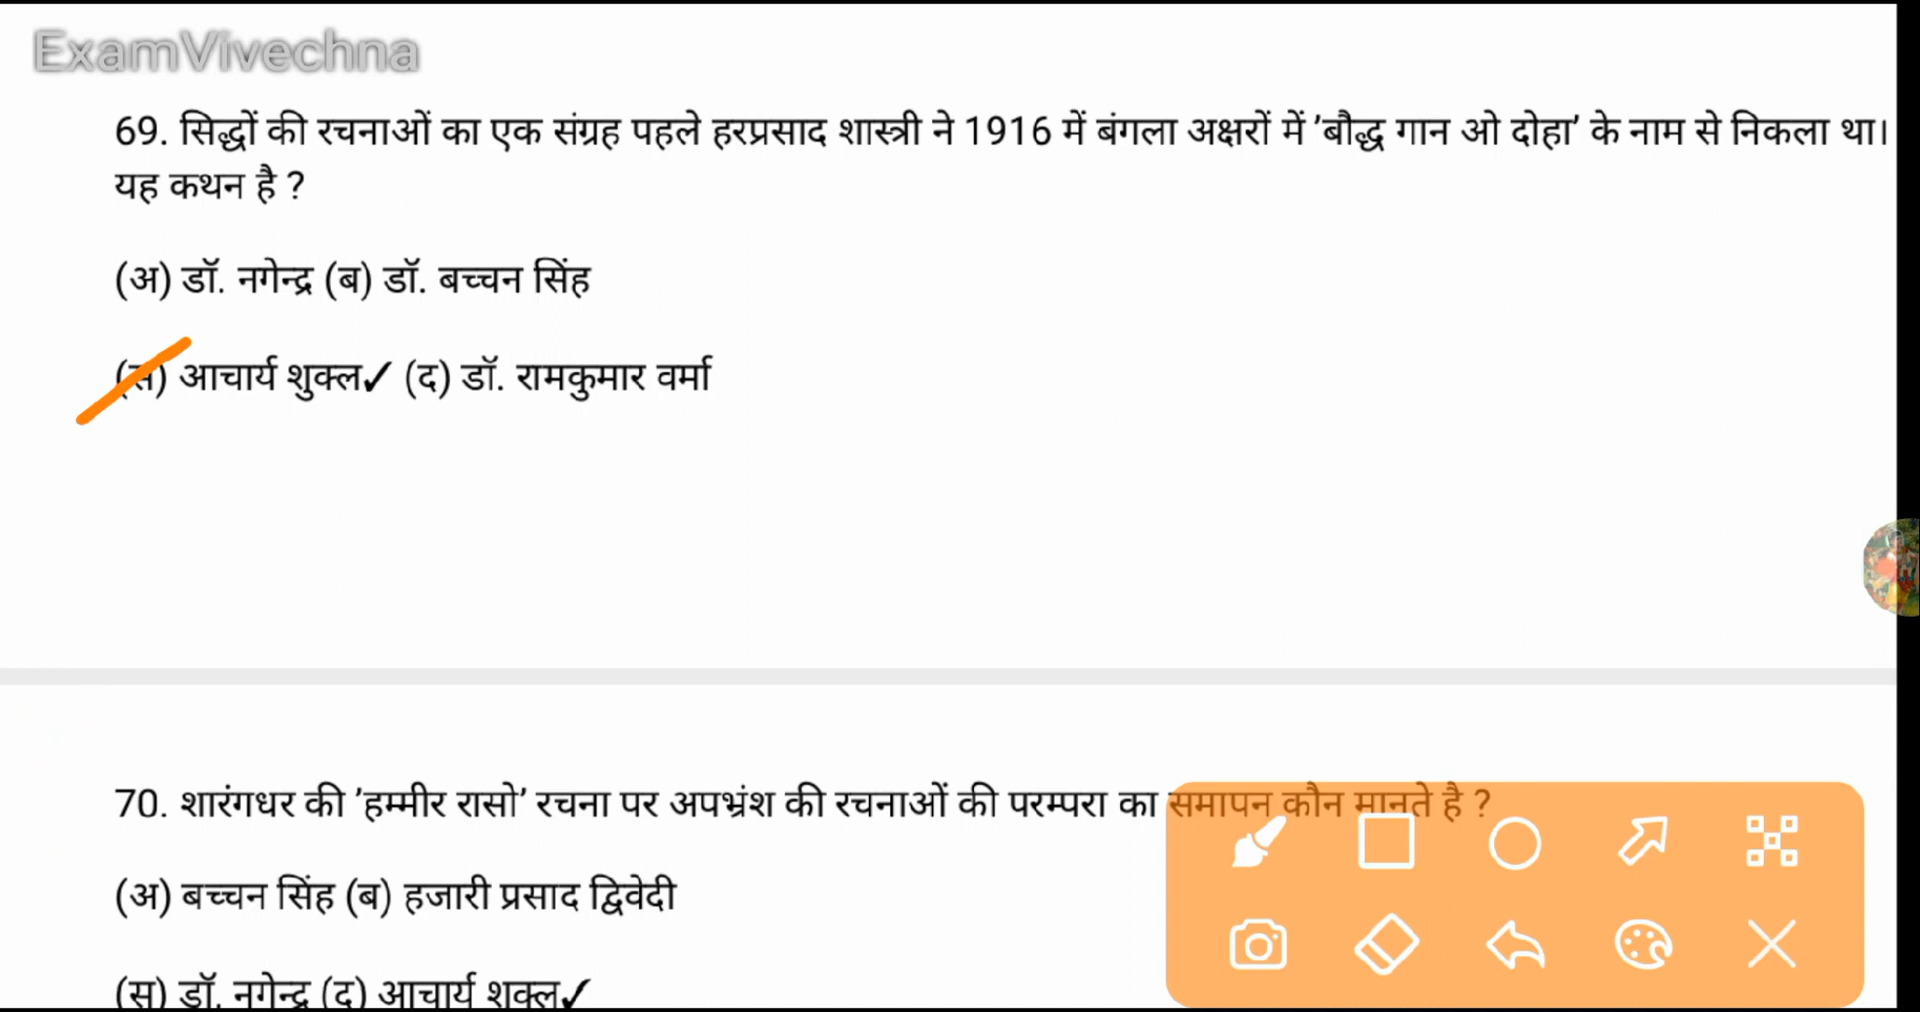 ExamVivechna
69. सिद्धों की रचनाओं का एक संग्रह पहले हरप्रसाद शास्त्री ने 1916 में बंगला अक्षरों में 'बौद्ध गान ओ दोहा' के नाम से निकला था।
यह कथन है ?
(अ) डॉ. नगेन्द्र (ब) डॉ. बच्चन सिंह
(स) आचार्य शुक्ल✓ (द) डॉ. रामकुमार वर्मा
70. शारंगधर की 'हम्मीर रासो' रचना पर अपभ्रंश की रचनाओं की परम्परा का समापन कौन मानते है ?
(अ) बच्चन सिंह (ब) हजारी प्रसाद द्विवेदी
(स) डॉ. नगेन्द्र (द) आचार्य शुक्ल✓